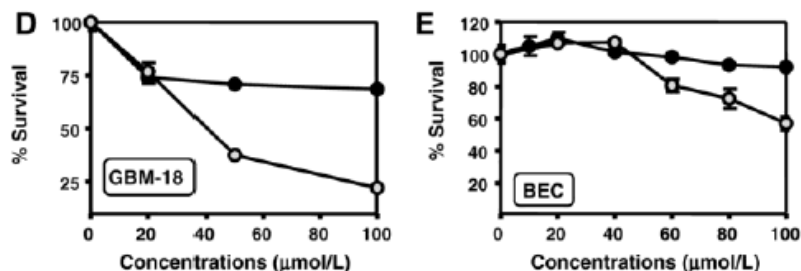 D
100
75
50
25
% Survival
GBM-18
0 20 40 60 80 100
Concentrations (μmol/L)
E
120
100
80
60
40
20
% Survival
BEC
0 20 40 60 80 100
Concentrations (μmol/L)